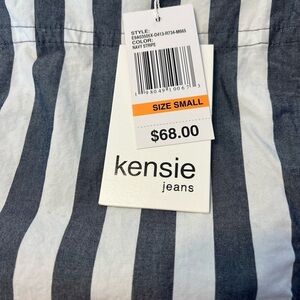 STYLE:
COLOR:
NAVY STRIPE
SIZE SMALL
$68.00
kensie
jeans